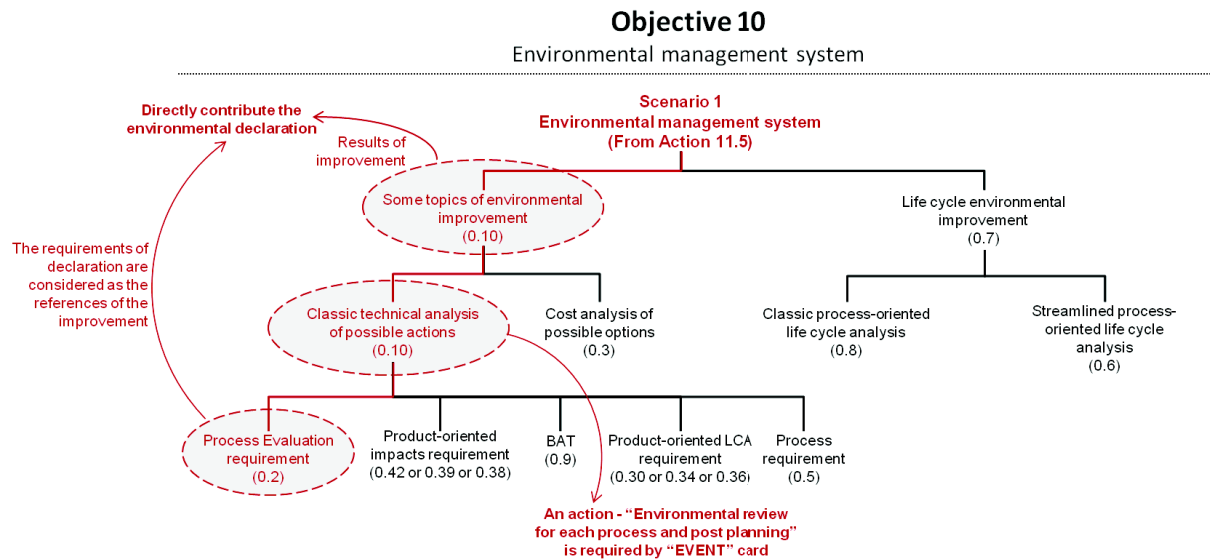 Objective 10
Environmental management system
Directly contribute the
environmental declaration
Scenario 1
Environmental management system
(From Action 11.5)
Results of
improvement
Some topics of environmental
improvement
(0.10)
Life cycle environmental
improvement
(0.7)
The requirements of
declaration are
considered as the
references of the
improvement
Classic technical analysis
of possible actions
(0.10)
Cost analysis of
possible options
(0.3)
Classic process-oriented
life cycle analysis
(0.8)
Streamlined process-
oriented life cycle
analysis
(0.6)
Process Evaluation
requirement
(0.2)
Product-oriented
impacts requirement
(0.42 or 0.39 or 0.38)
BAT
(0.9)
Product-oriented LCA
requirement
(0.30 or 0.34 or 0.36)
Process
requirement
(0.5)
An action - “Environmental review
for each process and post planning”
is required by “EVENT” card